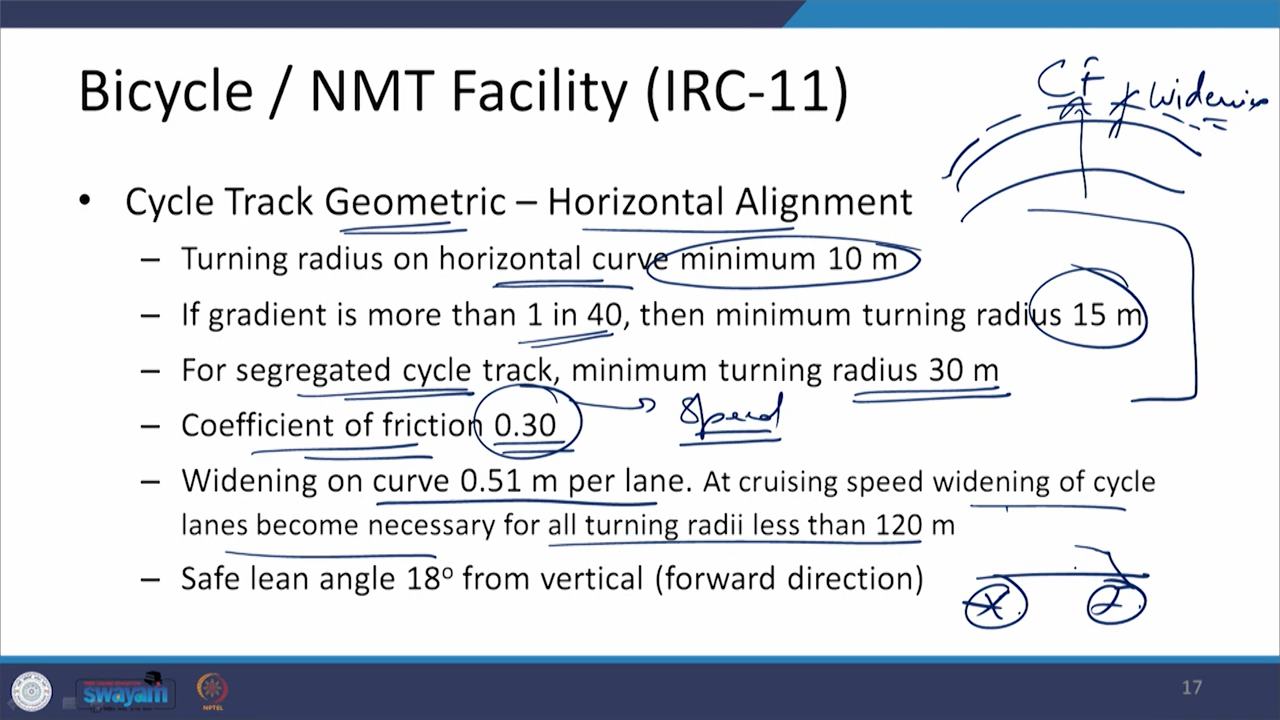 Bicycle / NMT Facility (IRC-11)
CF
Widening
• Cycle Track Geometric – Horizontal Alignment
– Turning radius on horizontal curve minimum 10 m
– If gradient is more than 1 in 40, then minimum turning radius 15 m
– For segregated cycle track, minimum turning radius 30 m
– Coefficient of friction 0.30
Speed
– Widening on curve 0.51 m per lane. At cruising speed widening of cycle
lanes become necessary for all turning radii less than 120 m
– Safe lean angle 18º from vertical (forward direction)
swayam
NPTEL
17